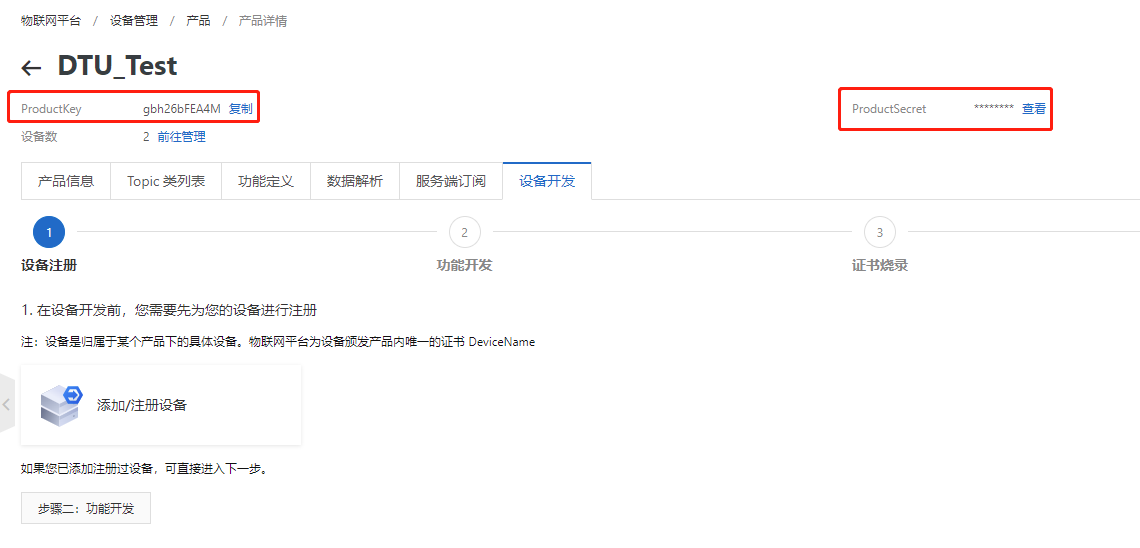 物联网平台 / 设备管理 / 产品 / 产品详情
← DTU_Test
ProductKey gbh26bFEA4M 复制 ProductSecret ******** 查看
设备数 2 前往管理
产品信息 Topic 类列表 功能定义 数据解析 服务端订阅 设备开发
1 2 3
设备注册 功能开发 证书烧录
1. 在设备开发前，您需要先为您的设备进行注册
注：设备是归属于某个产品下的具体设备。物联网平台为设备颁发产品内唯一的证书 DeviceName
添加/注册设备
如果您已添加注册过设备，可直接进入下一步。
步骤二：功能开发